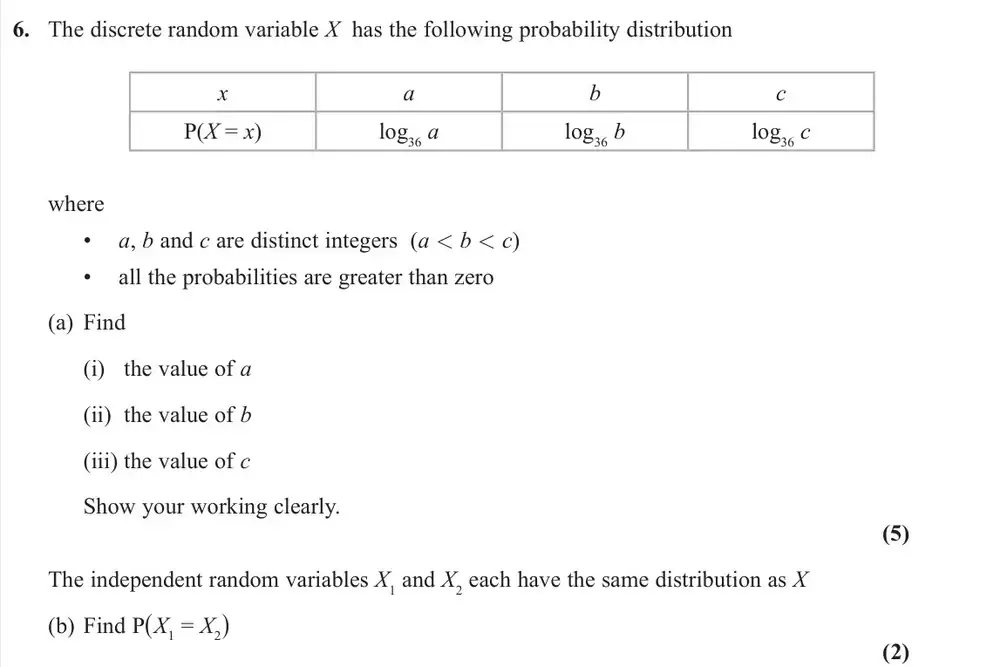 6. The discrete random variable X has the following probability distribution
x a b c
P(X = x) log₃₆ a log₃₆ b log₃₆ c
where
• a, b and c are distinct integers (a < b < c)
• all the probabilities are greater than zero
(a) Find
(i) the value of a
(ii) the value of b
(iii) the value of c
Show your working clearly.
(5)
The independent random variables X₁ and X₂ each have the same distribution as X
(b) Find P(X₁ = X₂)
(2)